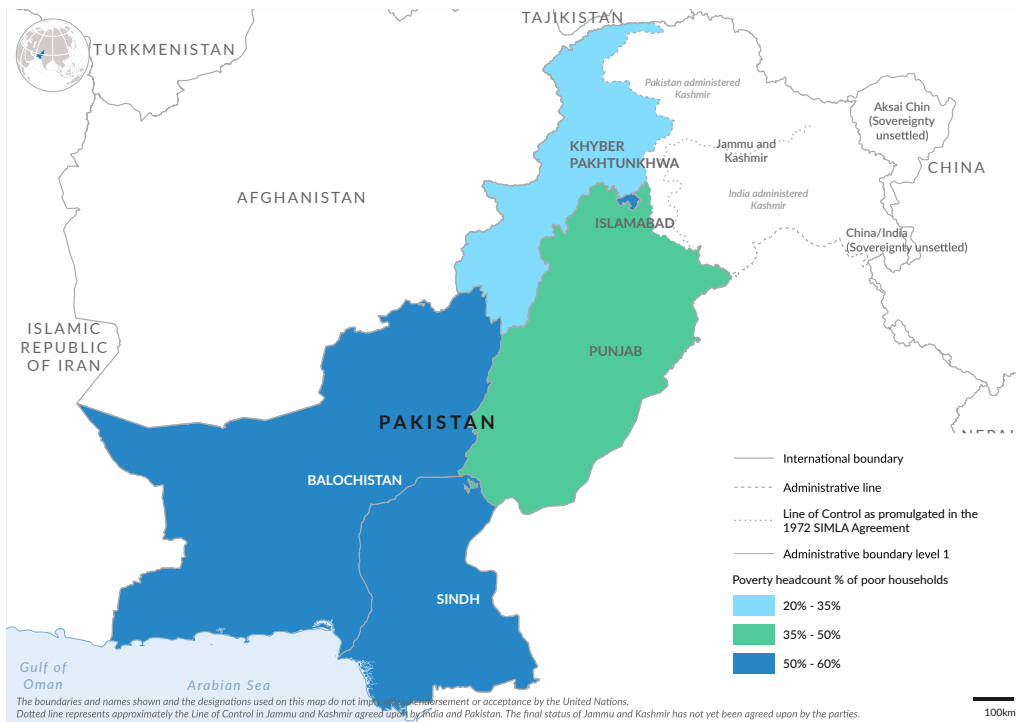 TAJIKISTAN
TURKMENISTAN
Pakistan administered
Kashmir
Aksai Chin
(Sovereignty
unsettled)
KHYBER
PAKHTUNKHWA
Jammu and
Kashmir
CHINA
AFGHANISTAN
India administered
Kashmir
ISLAMABAD
China/India
(Sovereignty unsettled)
ISLAMIC
REPUBLIC
OF IRAN
PUNJAB
PAKISTAN
NEPAL
BALOCHISTAN
SINDH
International boundary
Administrative line
Line of Control as promulgated in the
1972 SIMLA Agreement
Administrative boundary level 1
Poverty headcount % of poor households
20% - 35%
35% - 50%
50% - 60%
Gulf of
Oman
Arabian Sea
The boundaries and names shown and the designations used on this map do not imply official endorsement or acceptance by the United Nations.
Dotted line represents approximately the Line of Control in Jammu and Kashmir agreed upon by India and Pakistan. The final status of Jammu and Kashmir has not yet been agreed upon by the parties.
100km